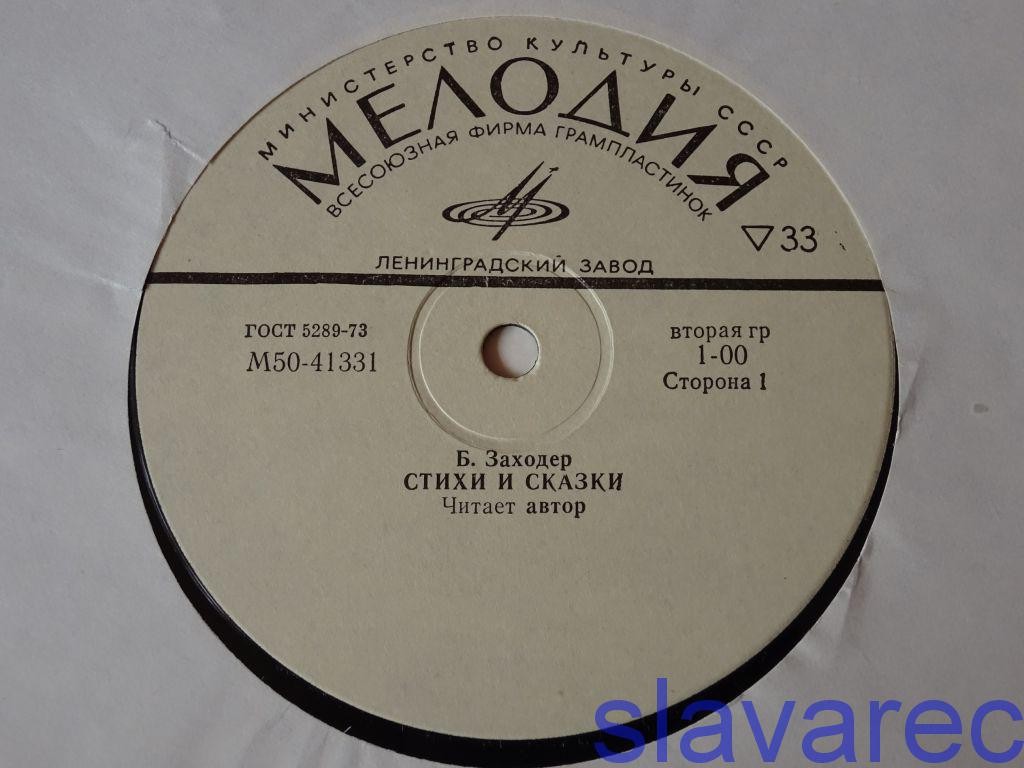 МИНИСТЕРСТВО КУЛЬТУРЫ СССР
МЕЛОДИЯ
ВСЕСОЮЗНАЯ ФИРМА ГРАМПЛАСТИНОК
▽33
ЛЕНИНГРАДСКИЙ ЗАВОД
ГОСТ 5289-73
М50-41331
вторая гр
1-00
Сторона 1
Б. Заходер
СТИХИ И СКАЗКИ
Читает автор
slavarec